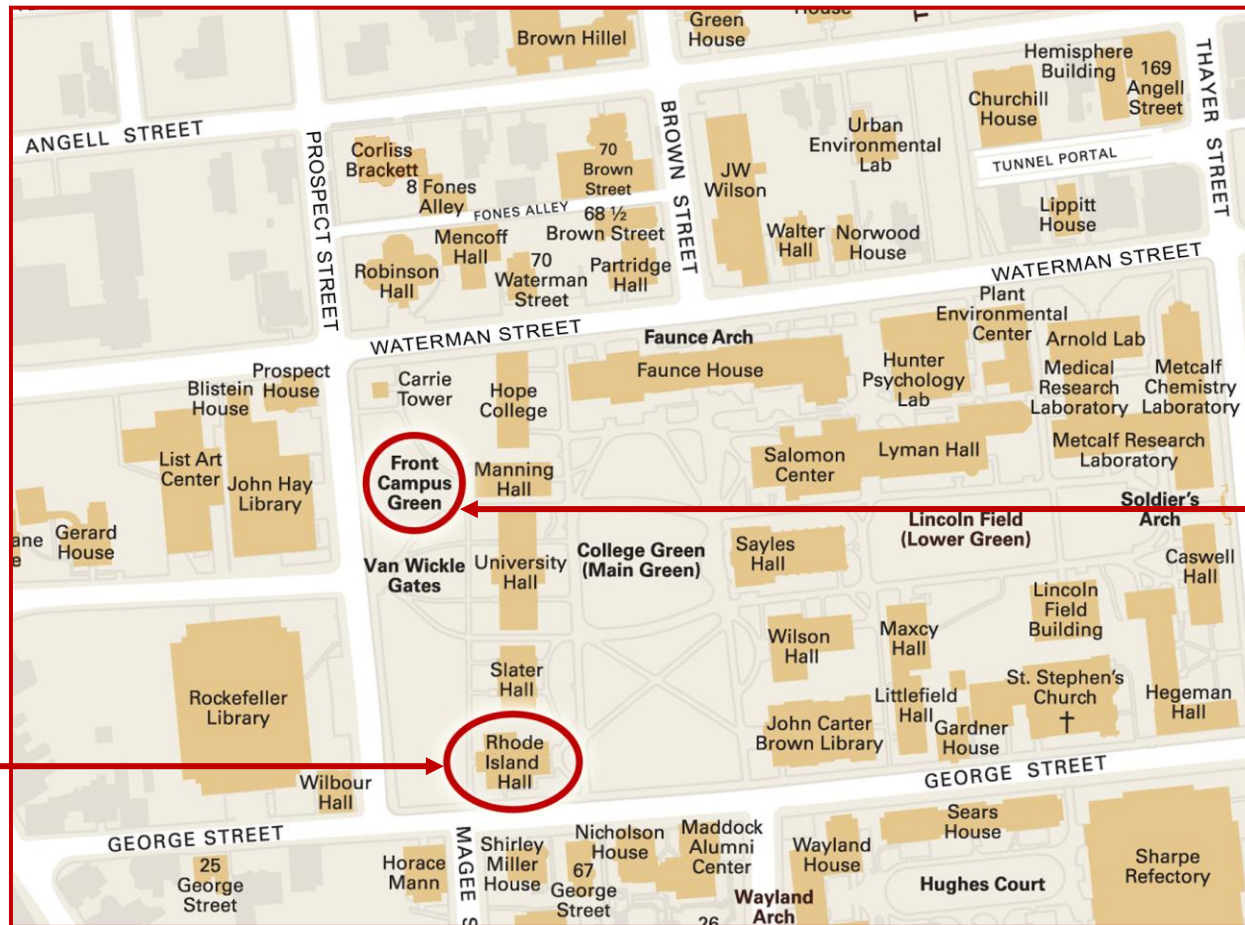 Brown Hillel
Green
House
House
Hemisphere
Building
169
Angell
Street
THAYER STREET
Churchill
House
ANGELL STREET
PROSPECT STREET
BROWN STREET
Corliss
Brackett
8 Fones
Alley
70
Brown
Street
JW
Wilson
Urban
Environmental
Lab
TUNNEL PORTAL
FONES ALLEY
68 ½
Brown Street
Lippitt
House
Robinson
Hall
Mencoff
Hall
70
Waterman
Street
Partridge
Hall
Walter
Hall
Norwood
House
WATERMAN STREET
WATERMAN STREET
Plant
Environmental
Center
Faunce Arch
Faunce House
Hunter
Psychology
Lab
Arnold Lab
Medical
Research
Laboratory
Metcalf
Chemistry
Laboratory
Prospect
House
Blistein
House
Carrie
Tower
Hope
College
List Art
Center
John Hay
Library
Front
Campus
Green
Manning
Hall
Salomon
Center
Lyman Hall
Metcalf Research
Laboratory
Soldier's
Arch
Gerard
House
Van Wickle
Gates
University
Hall
College Green
(Main Green)
Sayles
Hall
Lincoln Field
(Lower Green)
Caswell
Hall
Lincoln
Field
Building
Wilson
Hall
Maxcy
Hall
Slater
Hall
Rockefeller
Library
St. Stephen's
Church
Hegeman
Hall
Littlefield
Hall
John Carter
Brown Library
Gardner
House
Rhode
Island
Hall
Wilbour
Hall
GEORGE STREET
GEORGE STREET
Sears
House
25
George
Street
Horace
Mann
MAGEE S
Shirley
Miller
House
Nicholson
House
67
George
Street
Maddock
Alumni
Center
Wayland
House
Wayland
Arch
Hughes Court
Sharpe
Refectory
26